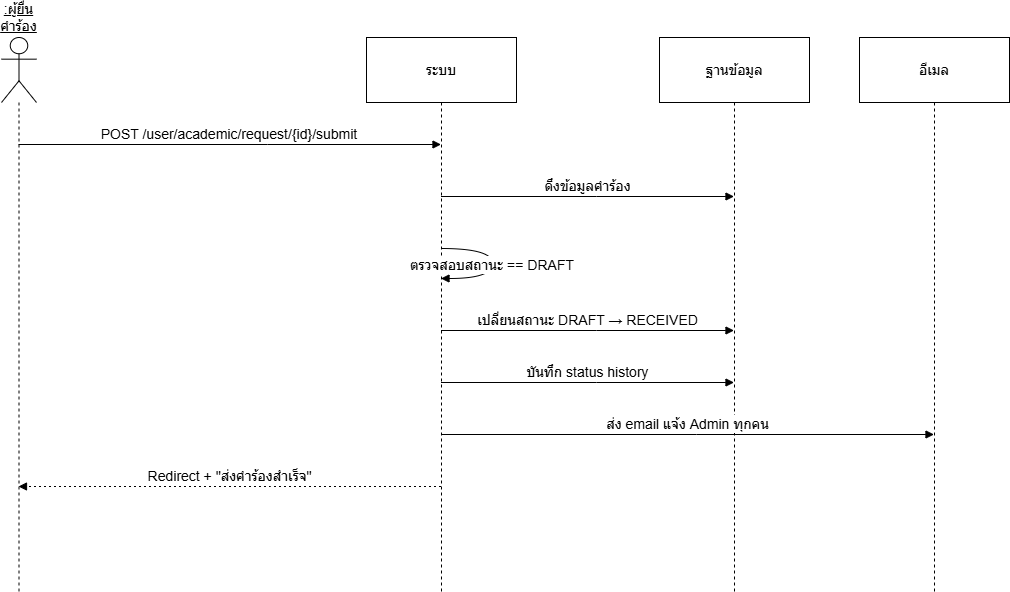 :ผู้ยื่น
คำร้อง
ระบบ
ฐานข้อมูล
อีเมล
POST /user/academic/request/{id}/submit
ดึงข้อมูลคำร้อง
ตรวจสอบสถานะ == DRAFT
เปลี่ยนสถานะ DRAFT → RECEIVED
บันทึก status history
ส่ง email แจ้ง Admin ทุกคน
Redirect + "ส่งคำร้องสำเร็จ"